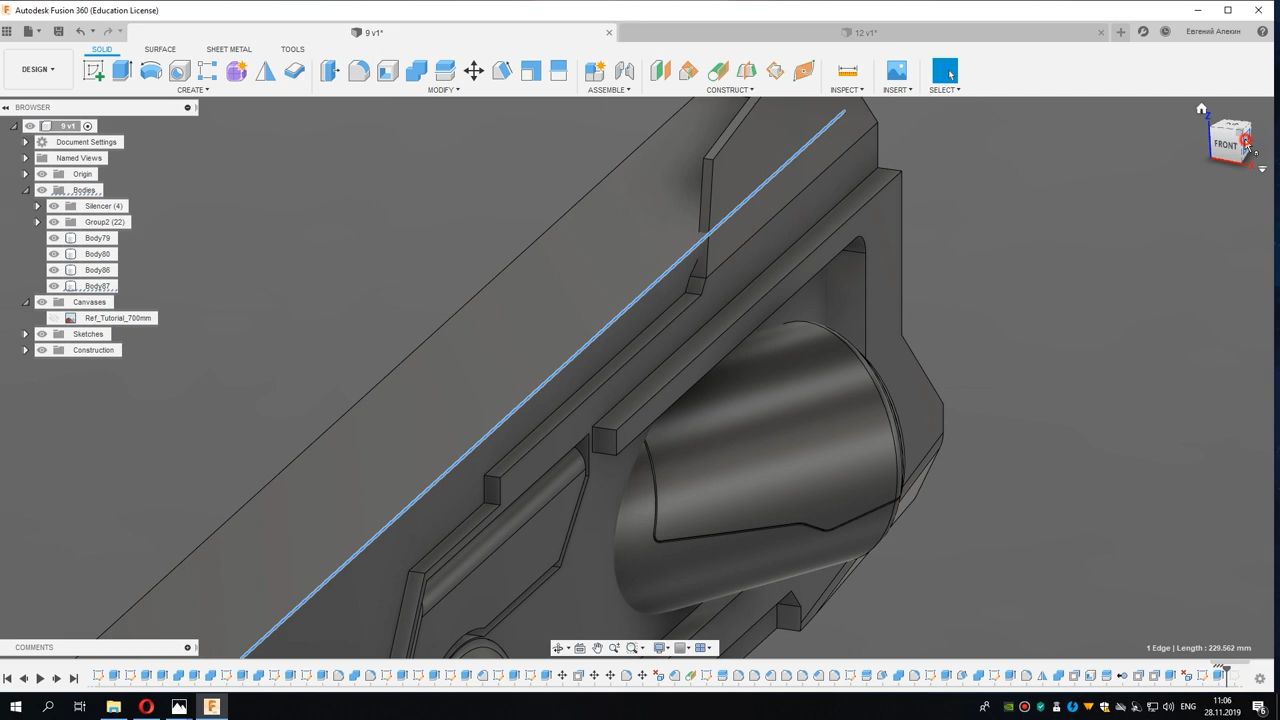 Autodesk Fusion 360 (Education License)
9 v1*
12 v1*
Евгений Апекин
DESIGN
SOLID
SURFACE
SHEET METAL
TOOLS
CREATE
MODIFY
ASSEMBLE
CONSTRUCT
INSPECT
INSERT
SELECT
BROWSER
9 v1
Document Settings
Named Views
Origin
Bodies
Silencer (4)
Group2 (22)
Body79
Body80
Body86
Body87
Canvases
Ref_Tutorial_700mm
Sketches
Construction
Z
FRONT
COMMENTS
1 Edge | Length : 229.562 mm
ENG
11:06
28.11.2019